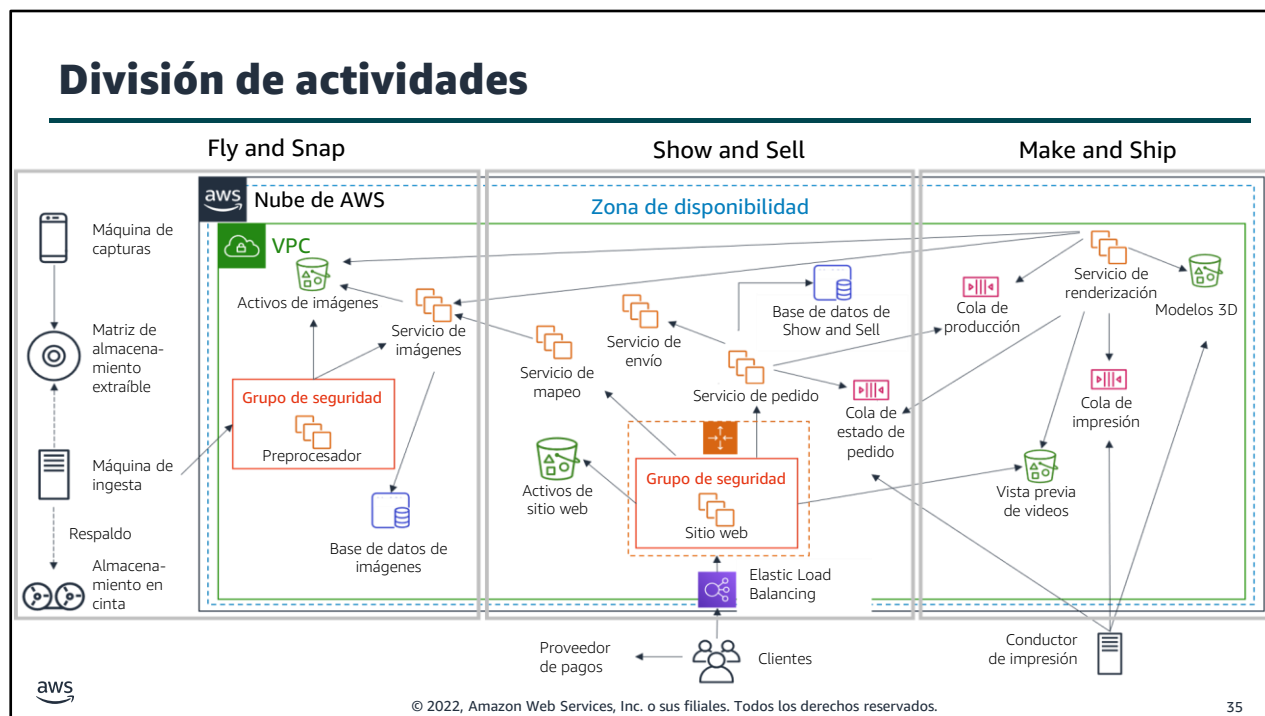 División de actividades
Fly and Snap
Show and Sell
Make and Ship
aws
Nube de AWS
Zona de disponibilidad
VPC
Máquina de
capturas
Matriz de
almacena-
miento
extraíble
Máquina de
ingesta
Respaldo
Almacena-
miento en
cinta
Activos de imágenes
Servicio de
imágenes
Grupo de seguridad
Preprocesador
Base de datos de
imágenes
Servicio de
mapeo
Servicio de
envío
Base de datos de
Show and Sell
Servicio de pedido
Cola de
estado de
pedido
Activos de
sitio web
Grupo de seguridad
Sitio web
Elastic Load
Balancing
Proveedor
de pagos
Clientes
Cola de
producción
Servicio de
renderización
Modelos 3D
Cola de
impresión
Vista previa
de videos
Conductor
de impresión
aws
© 2022, Amazon Web Services, Inc. o sus filiales. Todos los derechos reservados.
35